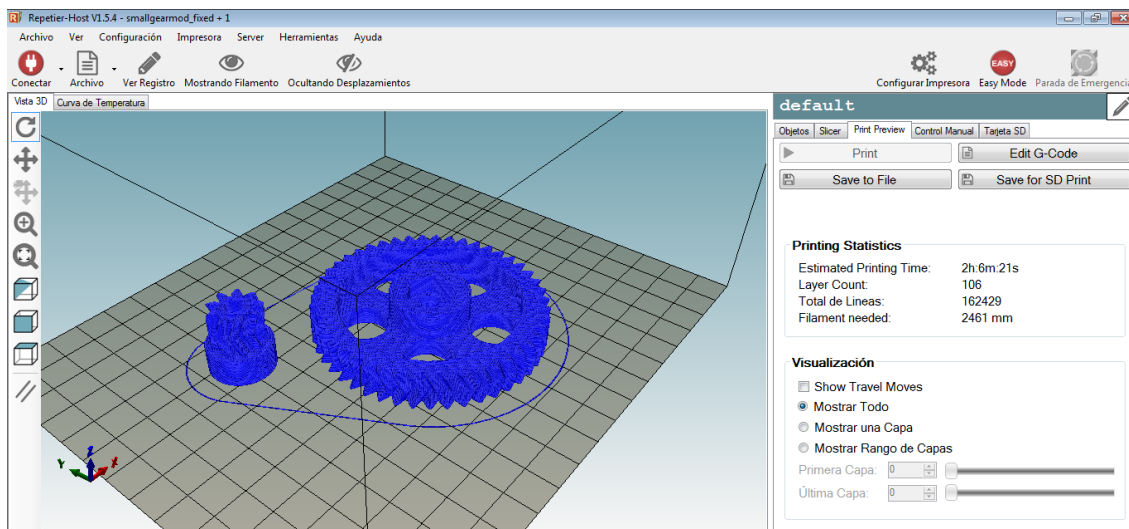 Repetier-Host V1.5.4 - smallgearmod_fixed + 1
Archivo Ver Configuración Impresora Server Herramientas Ayuda
EASY
Conectar Archivo Ver Registro Mostrando Filamento Ocultando Desplazamientos Configurar Impresora Easy Mode Parada de Emergencia
Vista 3D Curva de Temperatura
default
Objetos Slicer Print Preview Control Manual Tarjeta SD
Print Edit G-Code
Save to File Save for SD Print
Printing Statistics
Estimated Printing Time: 2h:6m:21s
Layer Count: 106
Total de Lineas: 162429
Filament needed: 2461 mm
Visualización
Show Travel Moves
Mostrar Todo
Mostrar una Capa
Mostrar Rango de Capas
Primera Capa: 0
Última Capa: 0
Z
Y X